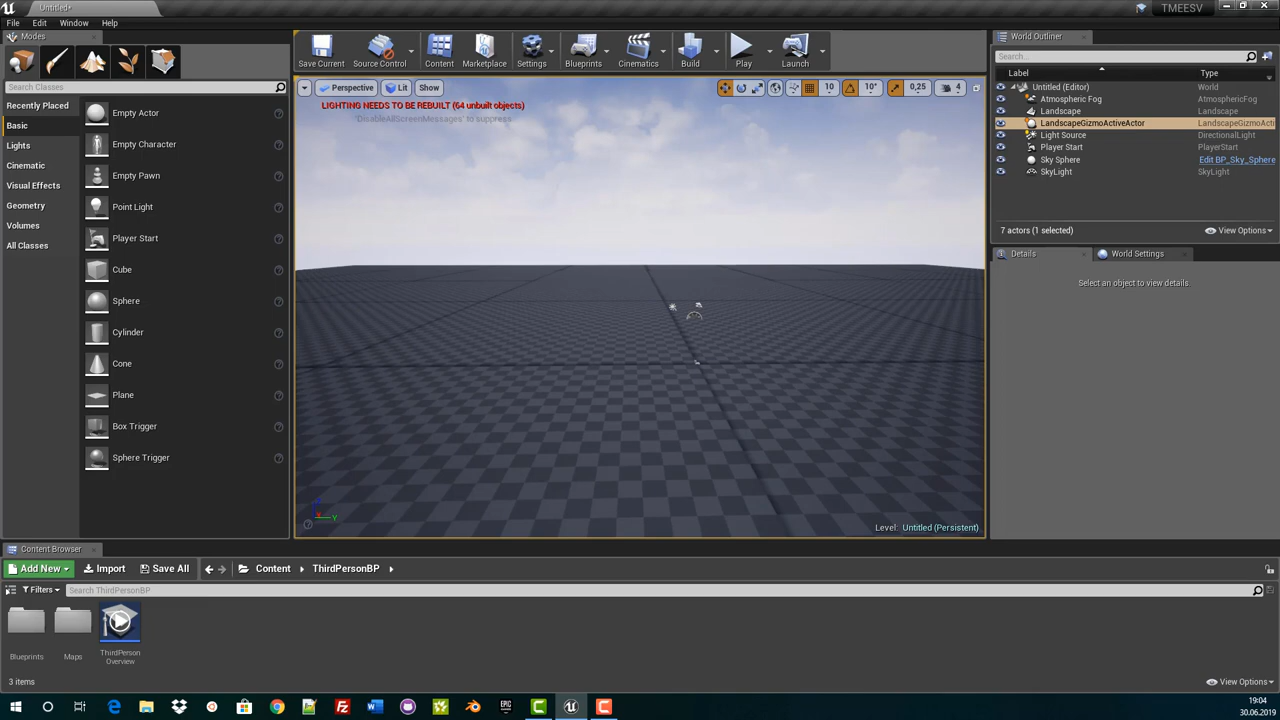 Untitled*
TMEESV
File Edit Window Help
Modes
Search Classes
Recently Placed
Basic
Lights
Cinematic
Visual Effects
Geometry
Volumes
All Classes
Empty Actor
Empty Character
Empty Pawn
Point Light
Player Start
Cube
Sphere
Cylinder
Cone
Plane
Box Trigger
Sphere Trigger
Save Current
Source Control
Content
Marketplace
Settings
Blueprints
Cinematics
Build
Play
Launch
Perspective Lit Show
10 10° 0,25 4
LIGHTING NEEDS TO BE REBUILT (64 unbuilt objects)
'DisableAllScreenMessages' to suppress
Y
Level: Untitled (Persistent)
World Outliner
Search...
Label Type
Untitled (Editor) World
Atmospheric Fog AtmosphericFog
Landscape Landscape
LandscapeGizmoActiveActor LandscapeGizmoActi
Light Source DirectionalLight
Player Start PlayerStart
Sky Sphere Edit BP_Sky_Sphere
SkyLight SkyLight
7 actors (1 selected) View Options
Details World Settings
Select an object to view details.
Content Browser
Add New Import Save All Content ThirdPersonBP
Filters Search ThirdPersonBP
Blueprints
Maps
ThirdPerson
Overview
3 items View Options
EPIC
GAMES
19:04
30.06.2019